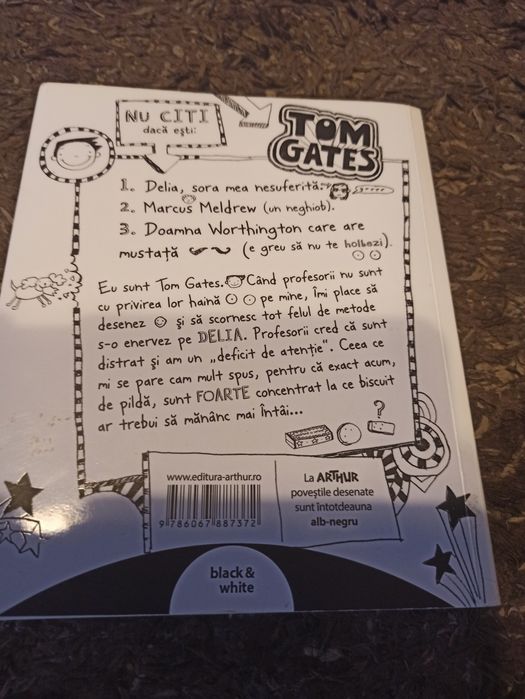 NU CITI
dacă ești:
TOM
GATES
1. Delia, sora mea nesuferită.
2. Marcus Meldrew (un neghiob).
3. Doamna Worthington care are
mustață (e greu să nu te holbezi).
Eu sunt Tom Gates. Când profesorii nu sunt
cu privirea lor haină pe mine, îmi place să
desenez și să scornesc tot felul de metode
s-o enervez pe DELIA. Profesorii cred că sunt
distrat și am un „deficit de atenție". Ceea ce
mi se pare cam mult spus, pentru că exact acum,
de pildă, sunt FOARTE concentrat la ce biscuit
ar trebui să mănânc mai întâi...
?
www.editura-arthur.ro
9 786067 887372
La ARTHUR
poveștile desenate
sunt întotdeauna
alb-negru
black &
white